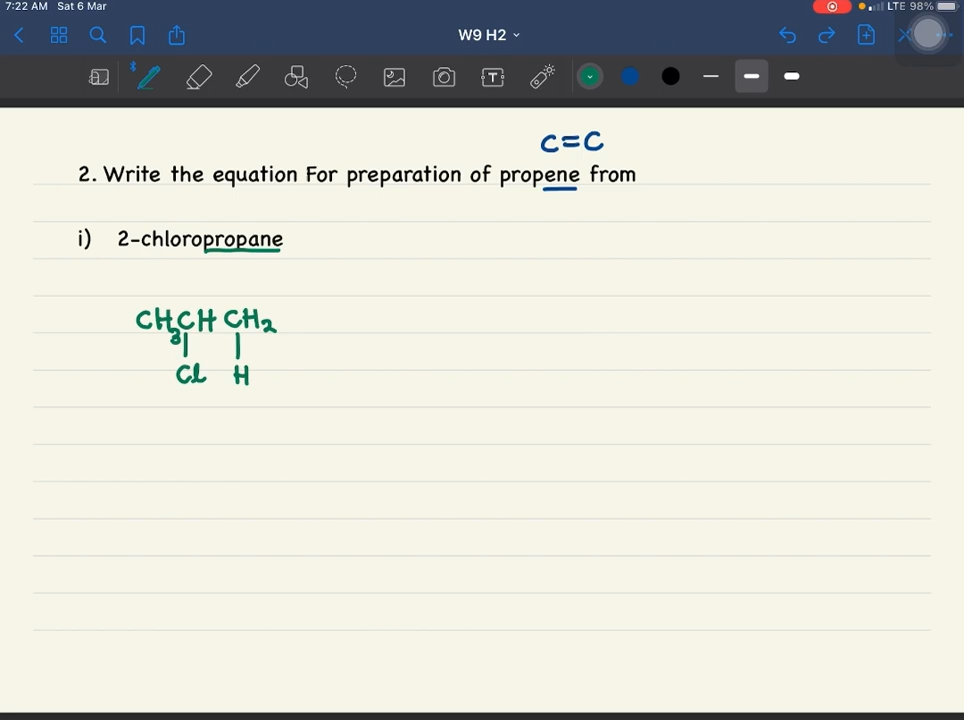 7:22 AM Sat 6 Mar
LTE 98%
W9 H2
T
C=C
2. Write the equation For preparation of propene from
i) 2-chloropropane
CH3CH CH2
Cl H